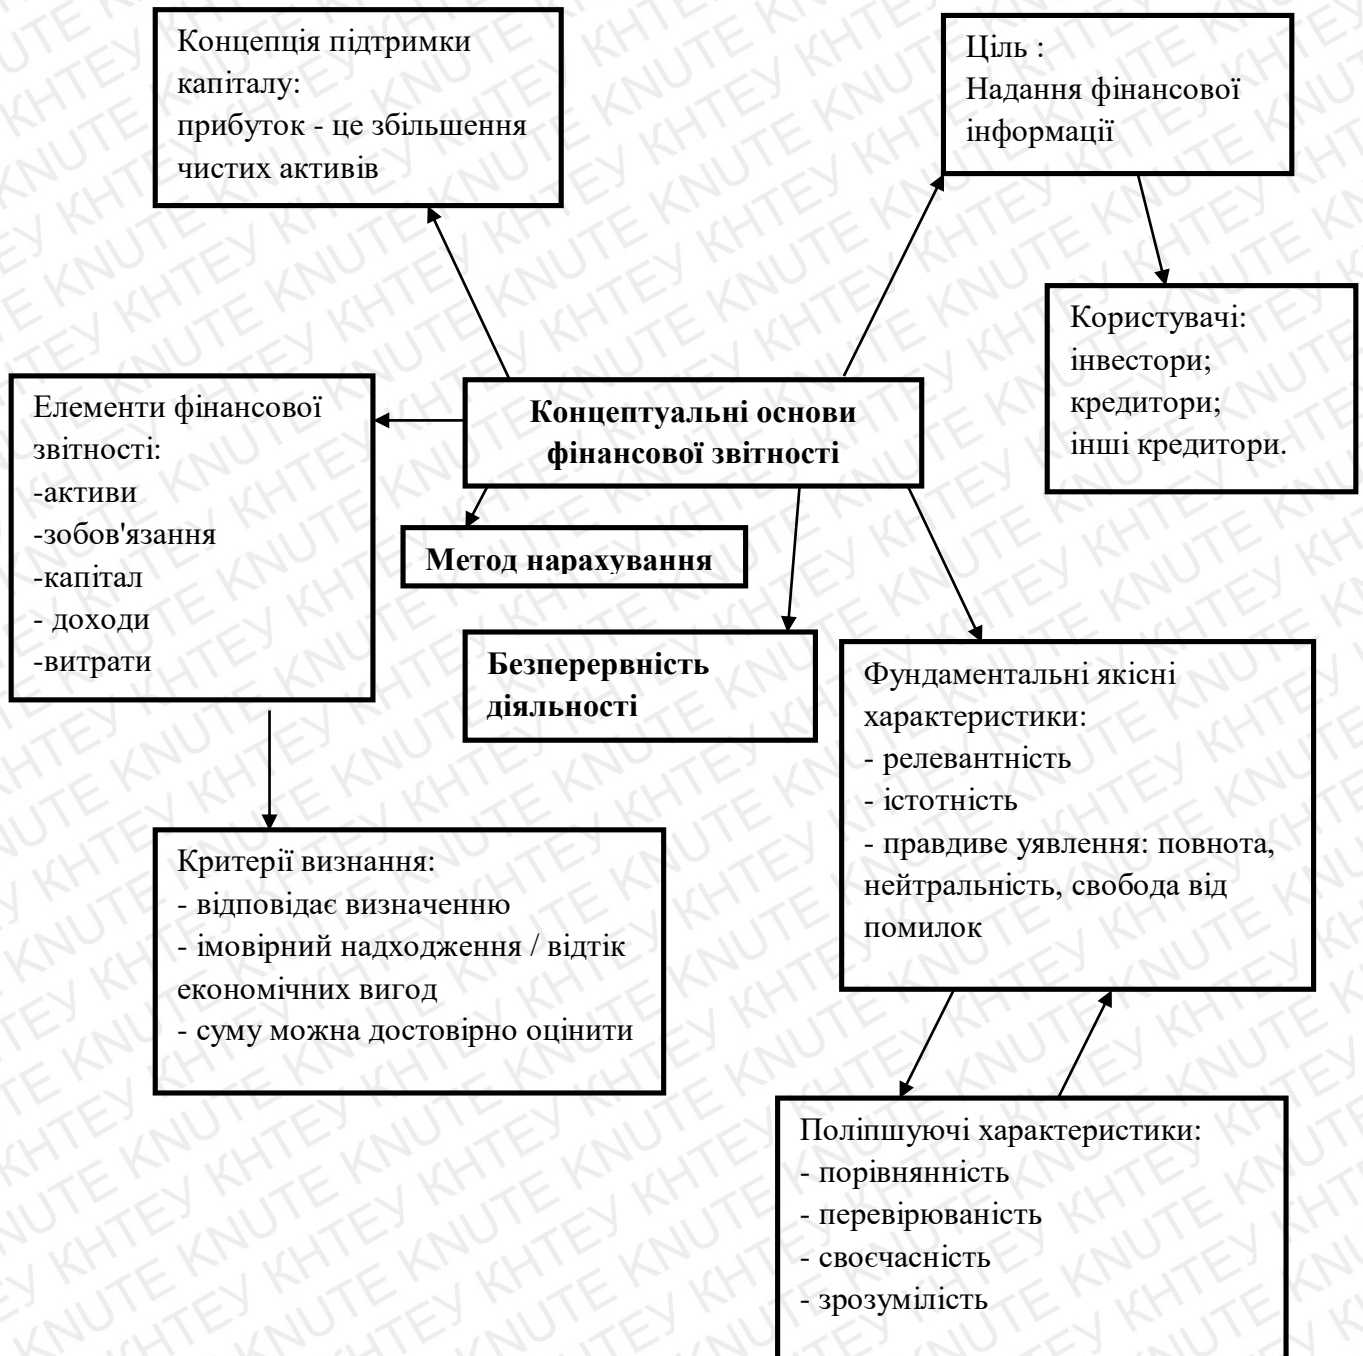 Концепція підтримки
капіталу:
прибуток - це збільшення
чистих активів
Ціль :
Надання фінансової
інформації
Користувачі:
інвестори;
кредитори;
інші кредитори.
Концептуальні основи
фінансової звітності
Елементи фінансової
звітності:
-активи
-зобов'язання
-капітал
- доходи
-витрати
Метод нарахування
Безперервність
діяльності
Фундаментальні якісні
характеристики:
- релевантність
- істотність
- правдиве уявлення: повнота,
нейтральність, свобода від
помилок
Критерії визнання:
- відповідає визначенню
- імовірний надходження / відтік
економічних вигод
- суму можна достовірно оцінити
Поліпшуючі характеристики:
- порівнянність
- перевірюваність
- своєчасність
- зрозумілість